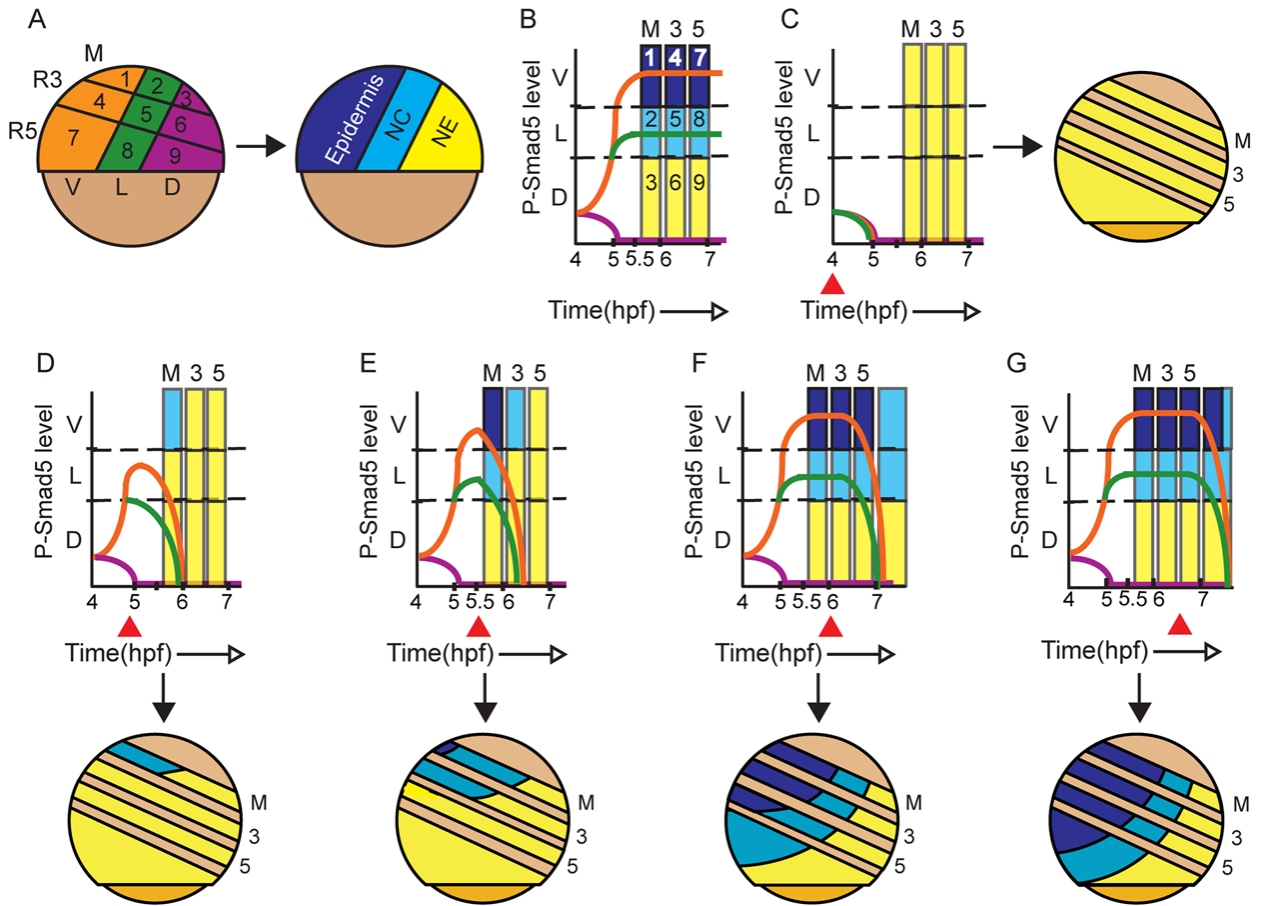 A
M
R3
R5
1
2
3
4
5
6
7
8
9
V
L
D
Epidermis
NC
NE
B
M 3 5
P-Smad5 level
V
L
D
1 4 7
2 5 8
3 6 9
4 5 5.5 6 7
Time(hpf)
C
M 3 5
P-Smad5 level
V
L
D
4 5 6 7
Time(hpf)
M
3
5
D
M 3 5
P-Smad5 level
V
L
D
4 5 6 7
Time(hpf)
M
3
5
E
M 3 5
P-Smad5 level
V
L
D
4 5 5.5 6 7
Time(hpf)
M
3
5
F
M 3 5
P-Smad5 level
V
L
D
4 5 5.5 6 7
Time(hpf)
M
3
5
G
M 3 5
P-Smad5 level
V
L
D
4 5 5.5 6 7
Time(hpf)
M
3
5